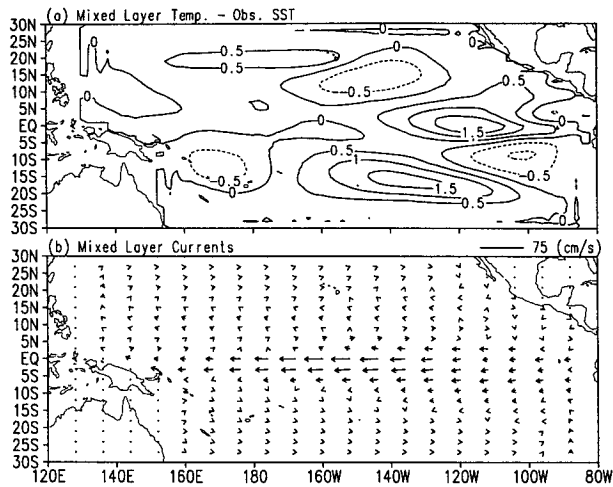 (a) Mixed Layer Temp. - Obs. SST
30N
25N
20N
15N
10N
5N
EQ
5S
10S
15S
20S
25S
30S
0
0
0.5
0.5
0
0
-0.5
0.5
0
0
1.5
0
-0.5
0
0.5
1
1.5
0.5
-0.5
0
(b) Mixed Layer Currents
75 (cm/s)
30N
25N
20N
15N
10N
5N
EQ
5S
10S
15S
20S
25S
30S
120E
140E
160E
180
160W
140W
120W
100W
80W